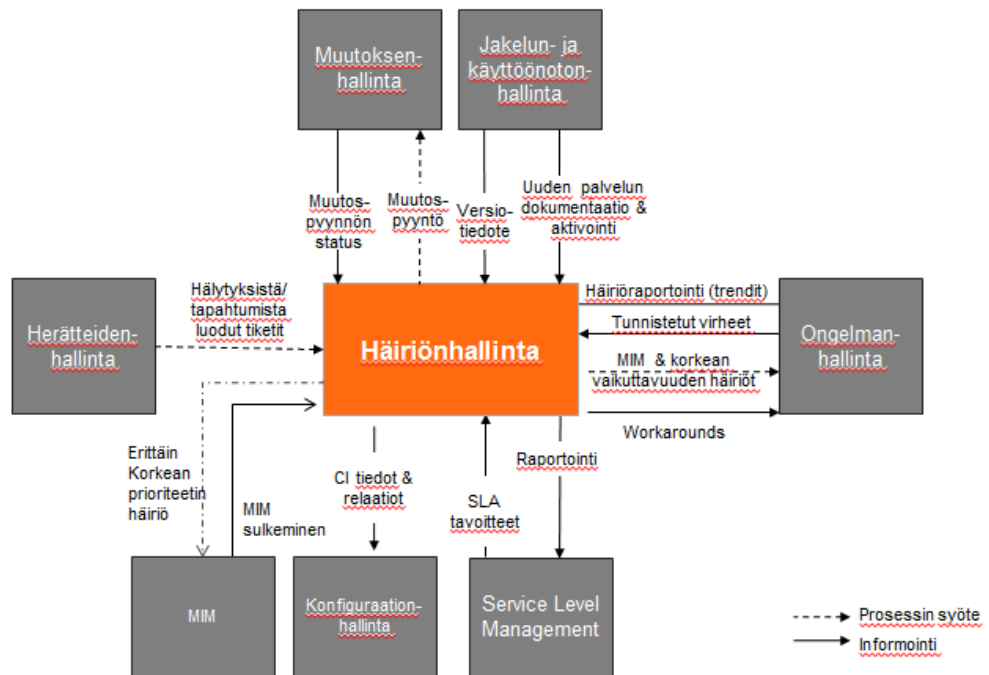 Muutoksen-
hallinta
Jakelun- ja
käyttöönoton-
hallinta
Muutos-
pyynnön
status
Muutos-
pyyntö
Versio-
tiedote
Uuden palvelun
dokumentaatio &
aktivointi
Herätteiden-
hallinta
Hälytyksistä/
tapahtumista
luodut tiketit
Häiriönhallinta
Häiriöraportointi (trendit)
Tunnistetut virheet
MIM & korkean
vaikuttavuuden häiriöt
Workarounds
Ongelman-
hallinta
Erittäin
Korkean
prioriteetin
häiriö
MIM
sulkeminen
CI tiedot &
relaatiot
SLA
tavoitteet
Raportointi
MIM
Konfiguraation-
hallinta
Service Level
Management
Prosessin syöte
Informointi